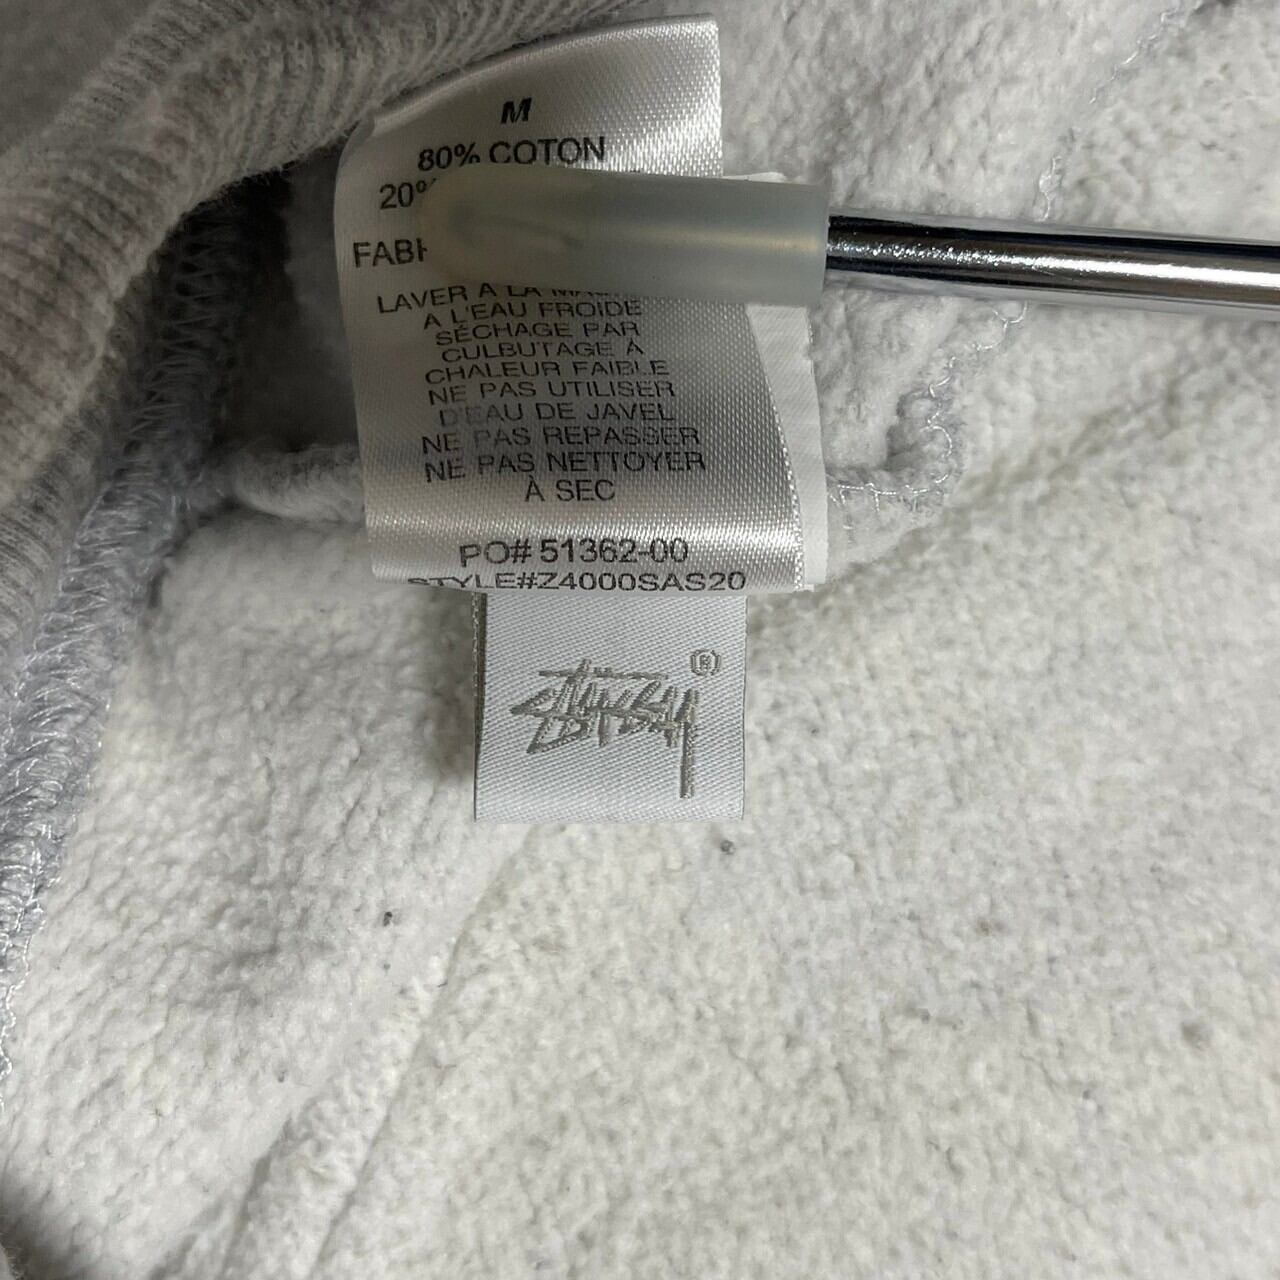 M
80% COTON
20%
LAVER A LA
A L'EAU FROIDE
SÉCHAGE PAR
CULBUTAGE À
CHALEUR FAIBLE
NE PAS UTILISER
D'EAU DE JAVEL
NE PAS REPASSER
NE PAS NETTOYER
À SEC
PO# 51362-00
STYLE#Z4000SAS20
STÜSSY ®